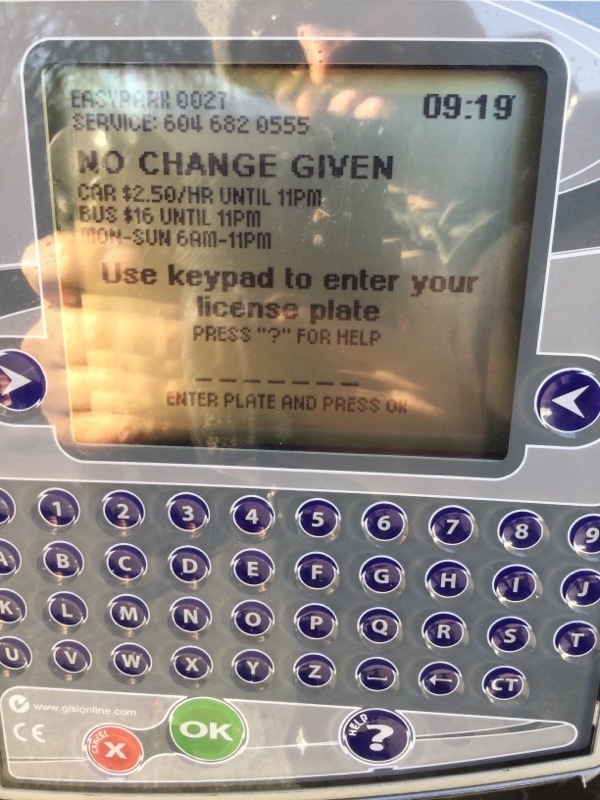 EASYPARK 0027 09:19
SERVICE: 604 682 0555
NO CHANGE GIVEN
CAR $2.50/HR UNTIL 11PM
BUS $16 UNTIL 11PM
MON-SUN 6AM-11PM
Use keypad to enter your
license plate
PRESS "?" FOR HELP
_ _ _ _ _ _ _
ENTER PLATE AND PRESS OK
1 2 3 4 5 6 7 8 9
A B C D E F G H I J
K L M N O P Q R S T
U V W X Y Z ← CT
www.gislonline.com
CE
CANCEL X OK HELP ?